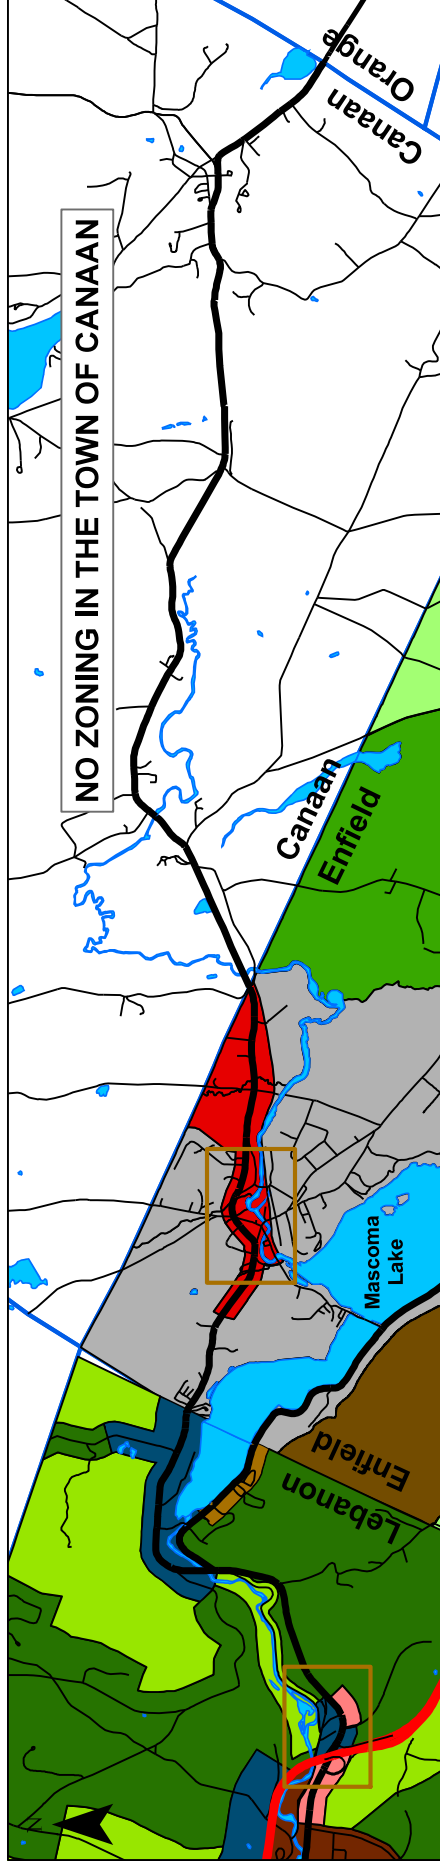 Orange
Canaan
NO ZONING IN THE TOWN OF CANAAN
Canaan
Enfield
Mascoma
Lake
Enfield
Lebanon
N